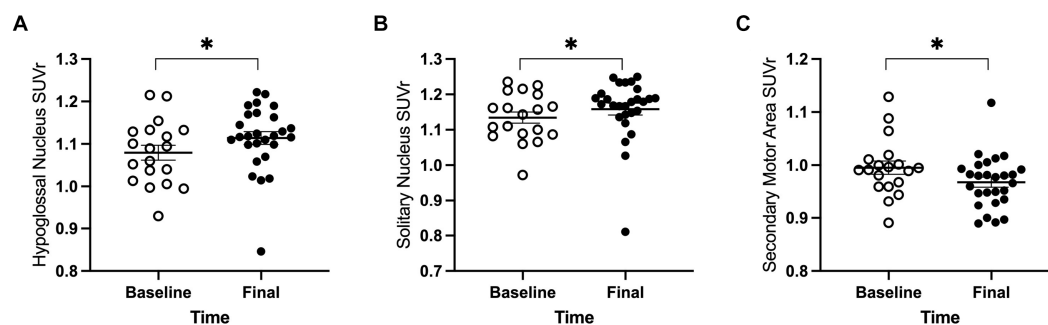 A
Hypoglossal Nucleus SUVr
1.3
1.2
1.1
1.0
0.9
0.8
*
Baseline
Final
Time
B
Solitary Nucleus SUVr
1.3
1.2
1.1
1.0
0.9
0.8
0.7
*
Baseline
Final
Time
C
Secondary Motor Area SUVr
1.2
1.1
1.0
0.9
0.8
*
Baseline
Final
Time